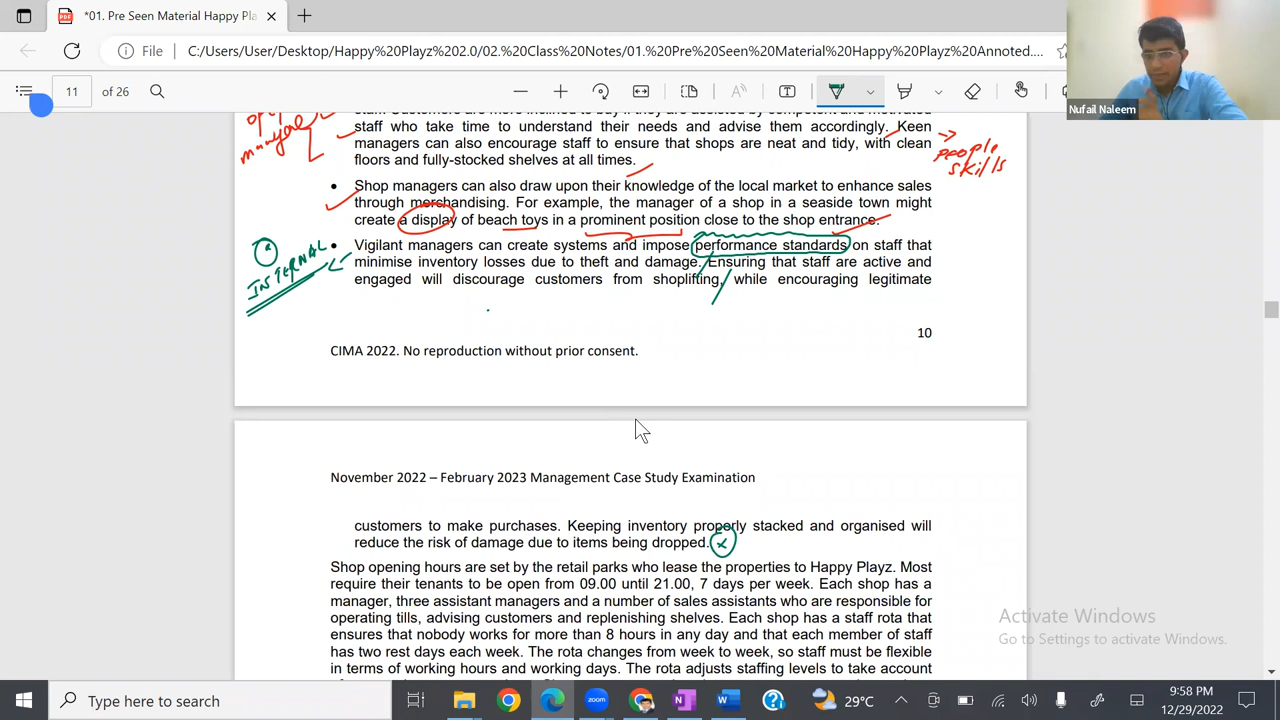 *01. Pre Seen Material Happy Pla
File
C:/Users/User/Desktop/Happy%20Playz%202.0/02.%20Class%20Notes/01.%20Pre%20Seen%20Material%20Happy%20Playz%20Annoted....
11 of 26
Nufail Naleem
staff who take time to understand their needs and advise them accordingly. Keen
managers can also encourage staff to ensure that shops are neat and tidy, with clean
floors and fully-stocked shelves at all times.
people
skills
• Shop managers can also draw upon their knowledge of the local market to enhance sales
through merchandising. For example, the manager of a shop in a seaside town might
create a display of beach toys in a prominent position close to the shop entrance.
INTERNAL
• Vigilant managers can create systems and impose performance standards on staff that
minimise inventory losses due to theft and damage. Ensuring that staff are active and
engaged will discourage customers from shoplifting, while encouraging legitimate
10
CIMA 2022. No reproduction without prior consent.
November 2022 – February 2023 Management Case Study Examination
customers to make purchases. Keeping inventory properly stacked and organised will
reduce the risk of damage due to items being dropped.
Shop opening hours are set by the retail parks who lease the properties to Happy Playz. Most
require their tenants to be open from 09.00 until 21.00, 7 days per week. Each shop has a
manager, three assistant managers and a number of sales assistants who are responsible for
operating tills, advising customers and replenishing shelves. Each shop has a staff rota that
ensures that nobody works for more than 8 hours in any day and that each member of staff
has two rest days each week. The rota changes from week to week, so staff must be flexible
in terms of working hours and working days. The rota adjusts staffing levels to take account
Activate Windows
Go to Settings to activate Windows.
Type here to search
zoom
29°C
9:58 PM
12/29/2022